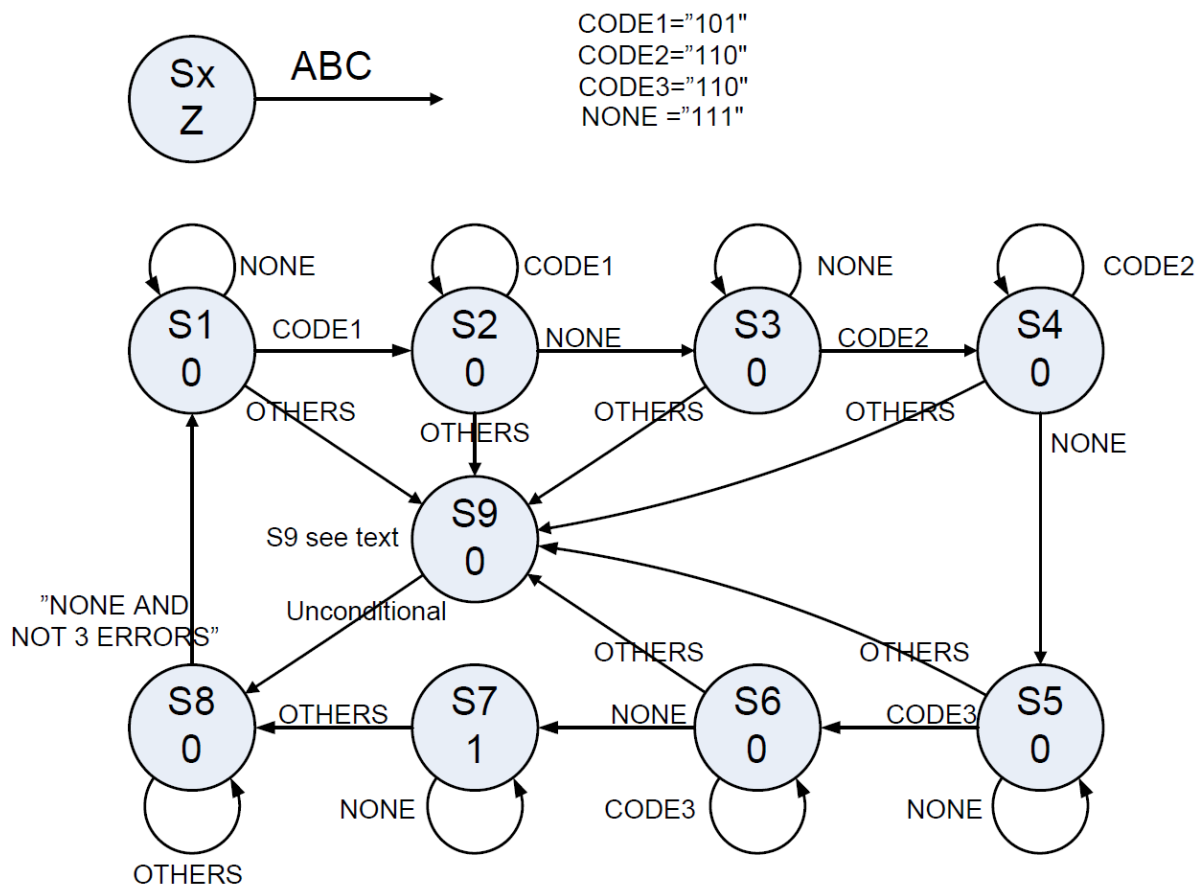 Sx
Z
ABC
CODE1=”101"
CODE2=”110"
CODE3=”110"
NONE =”111"
NONE
S1
0
CODE1
CODE1
S2
0
NONE
NONE
S3
0
CODE2
CODE2
S4
0
OTHERS
OTHERS
OTHERS
OTHERS
NONE
S9
0
S9 see text
Unconditional
”NONE AND
NOT 3 ERRORS”
OTHERS
OTHERS
S8
0
OTHERS
S7
1
NONE
S6
0
CODE3
S5
0
NONE
CODE3
NONE
OTHERS